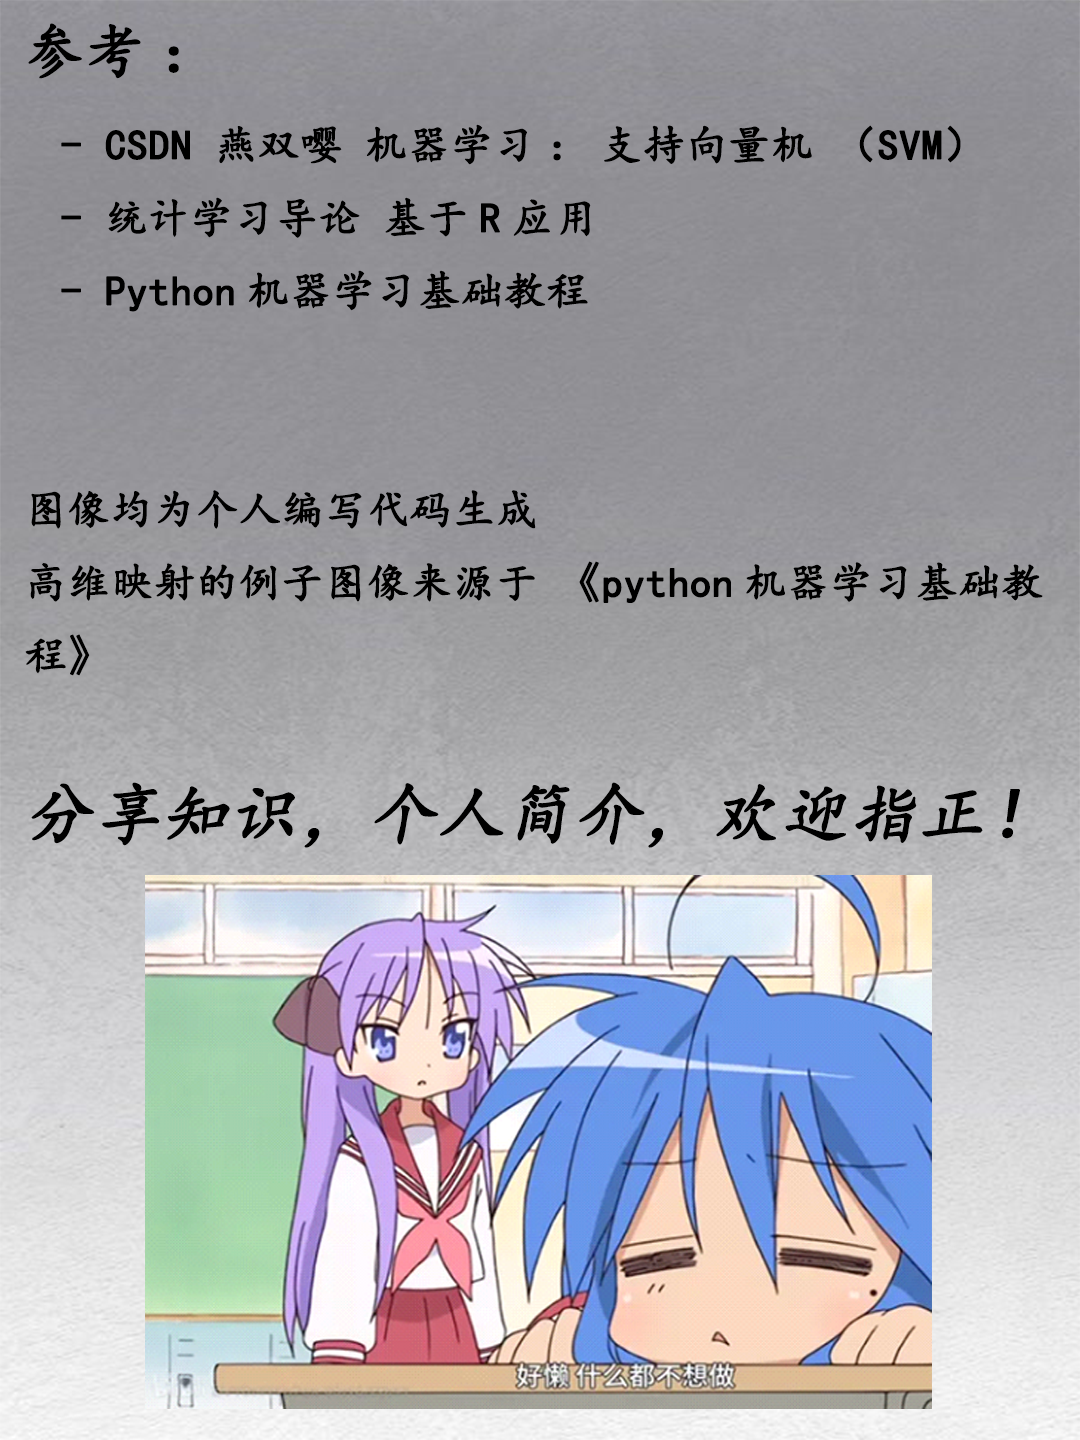 参考：
- CSDN 燕双嘤 机器学习： 支持向量机 （SVM）
- 统计学习导论 基于 R 应用
- Python 机器学习基础教程
图像均为个人编写代码生成
高维映射的例子图像来源于 《python 机器学习基础教
程》
分享知识，个人简介，欢迎指正！
好懒 什么都不想做